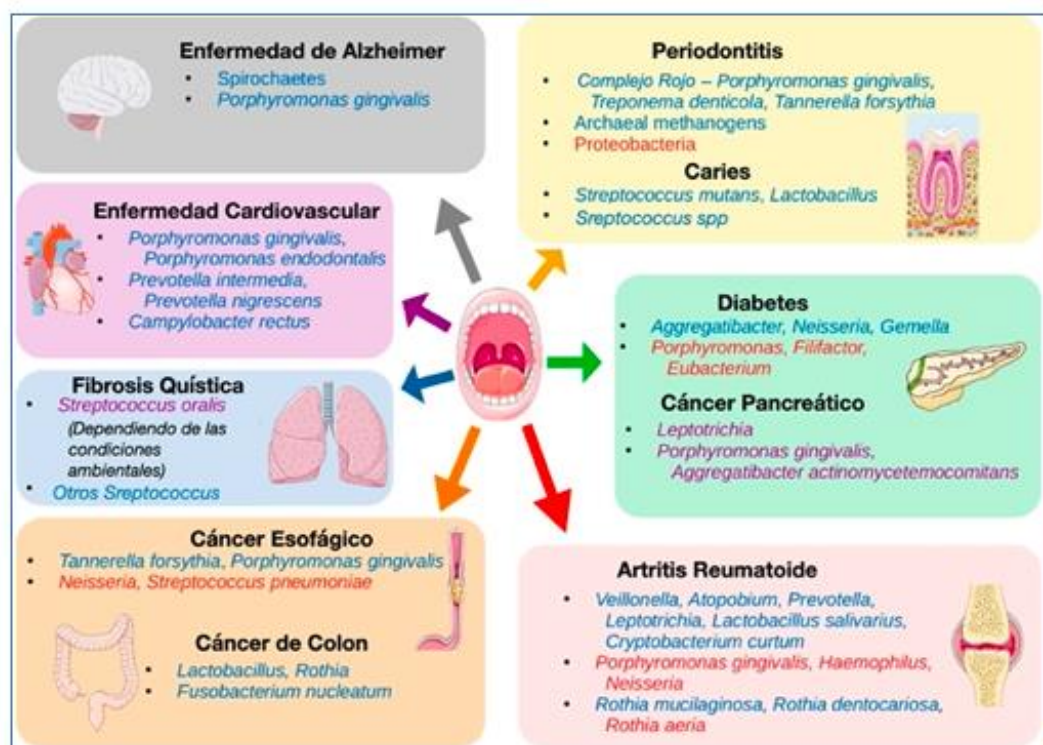 Enfermedad de Alzheimer
• Spirochaetes
• Porphyromonas gingivalis
Periodontitis
• Complejo Rojo – Porphyromonas gingivalis,
Treponema denticola, Tannerella forsythia
• Archaeal methanogens
• Proteobacteria
Caries
• Streptococcus mutans, Lactobacillus
• Sreptococcus spp
Enfermedad Cardiovascular
• Porphyromonas gingivalis,
Porphyromonas endodontalis
• Prevotella intermedia,
Prevotella nigrescens
• Campylobacter rectus
Diabetes
• Aggregatibacter, Neisseria, Gemella
• Porphyromonas, Filifactor,
Eubacterium
Cáncer Pancreático
• Leptotrichia
• Porphyromonas gingivalis,
Aggregatibacter actinomycetemcomitans
Fibrosis Quística
• Streptococcus oralis
(Dependiendo de las
condiciones
ambientales)
• Otros Sreptococcus
Cáncer Esofágico
• Tannerella forsythia, Porphyromonas gingivalis
• Neisseria, Streptococcus pneumoniae
Cáncer de Colon
• Lactobacillus, Rothia
• Fusobacterium nucleatum
Artritis Reumatoide
• Veillonella, Atopobium, Prevotella,
Leptotrichia, Lactobacillus salivarius,
Cryptobacterium curtum
• Porphyromonas gingivalis, Haemophilus,
Neisseria
• Rothia mucilaginosa, Rothia dentocariosa,
Rothia aeria